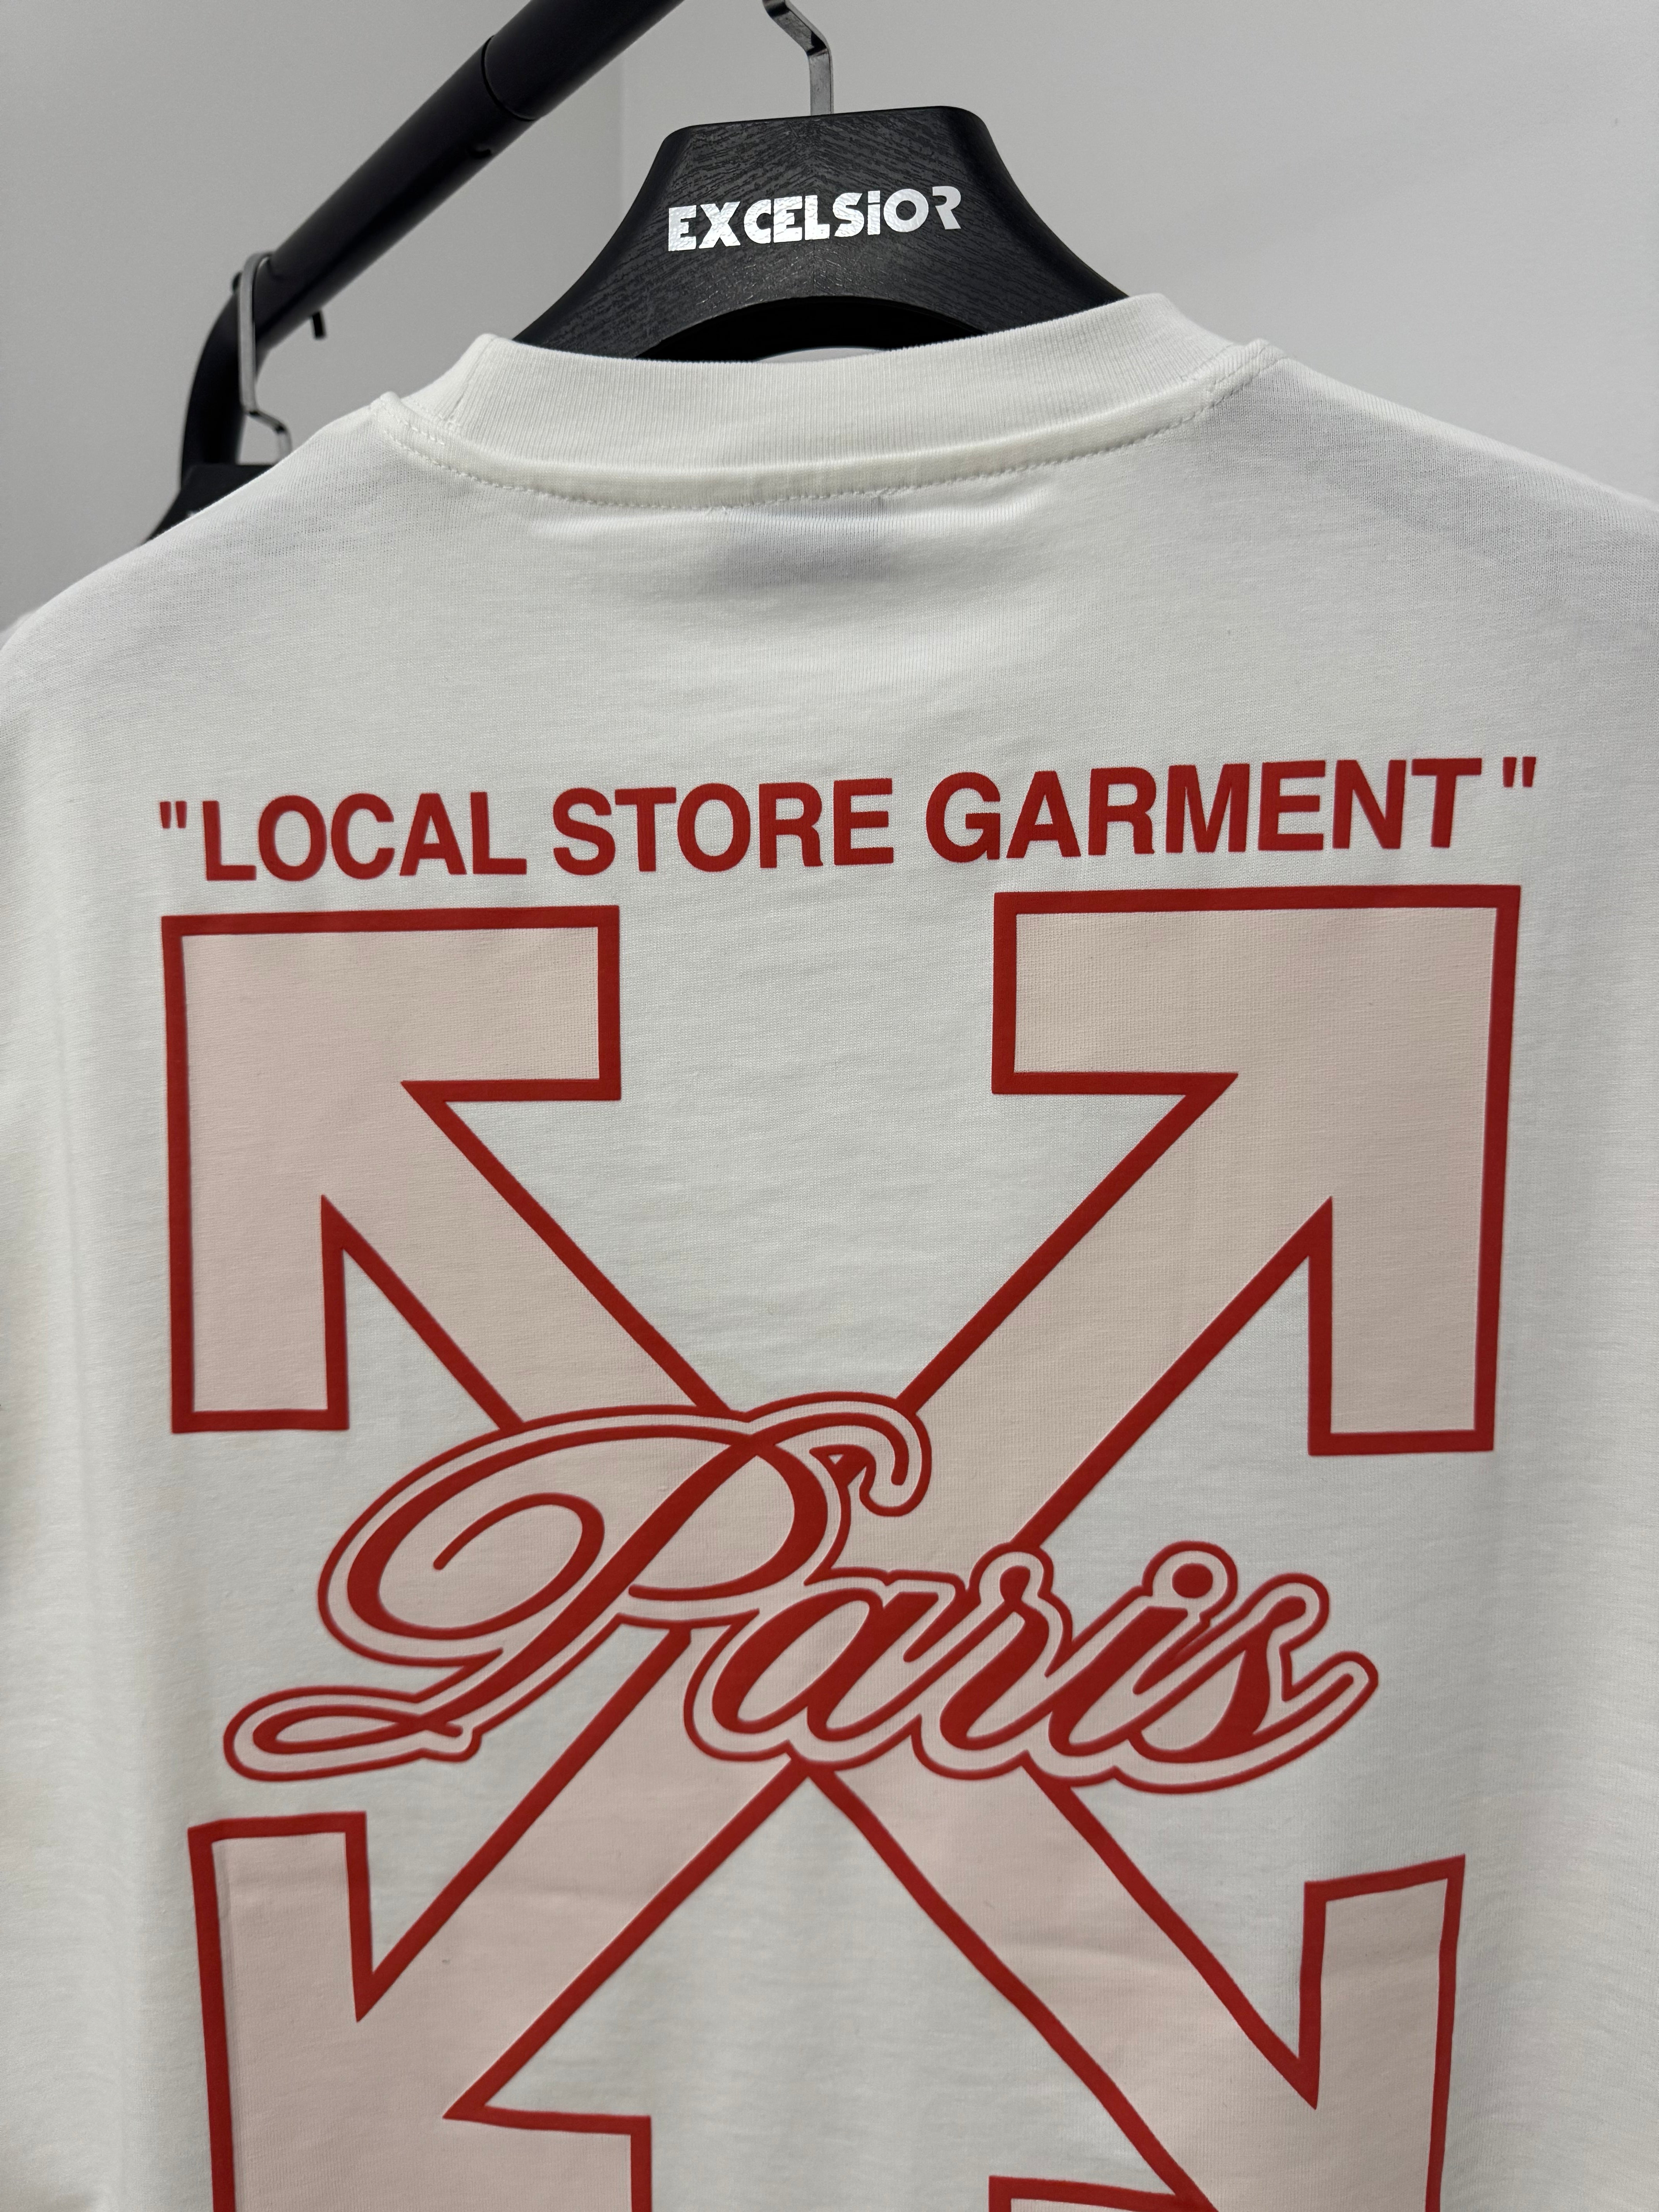 EXCELSiOR
"LOCAL STORE GARMENT"
Paris